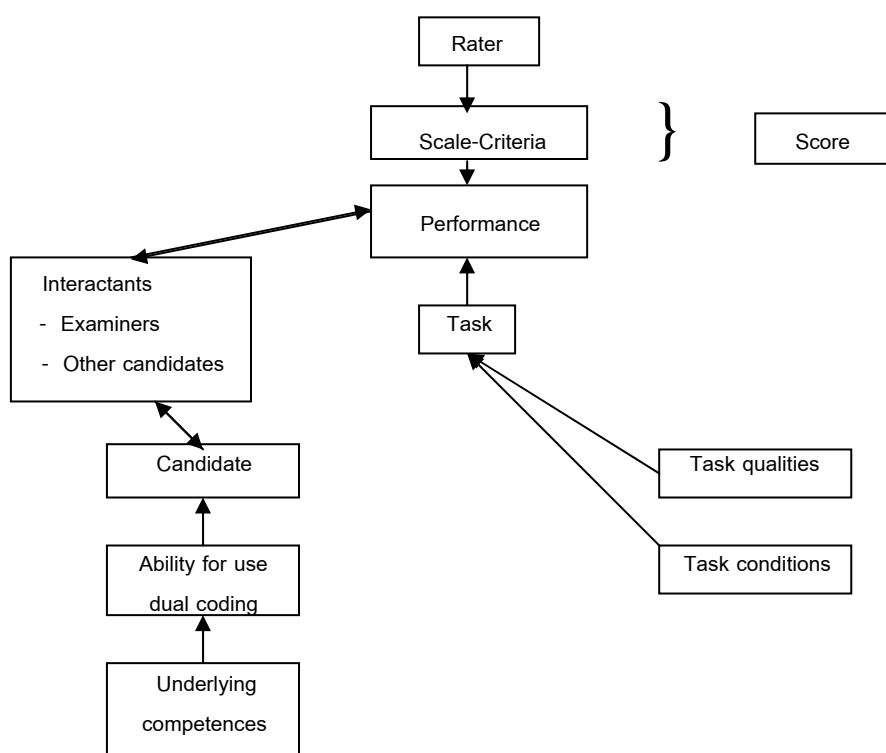 Rater
Scale-Criteria
}
Score
Performance
Interactants
- Examiners
- Other candidates
Task
Candidate
Task qualities
Ability for use
dual coding
Task conditions
Underlying
competences